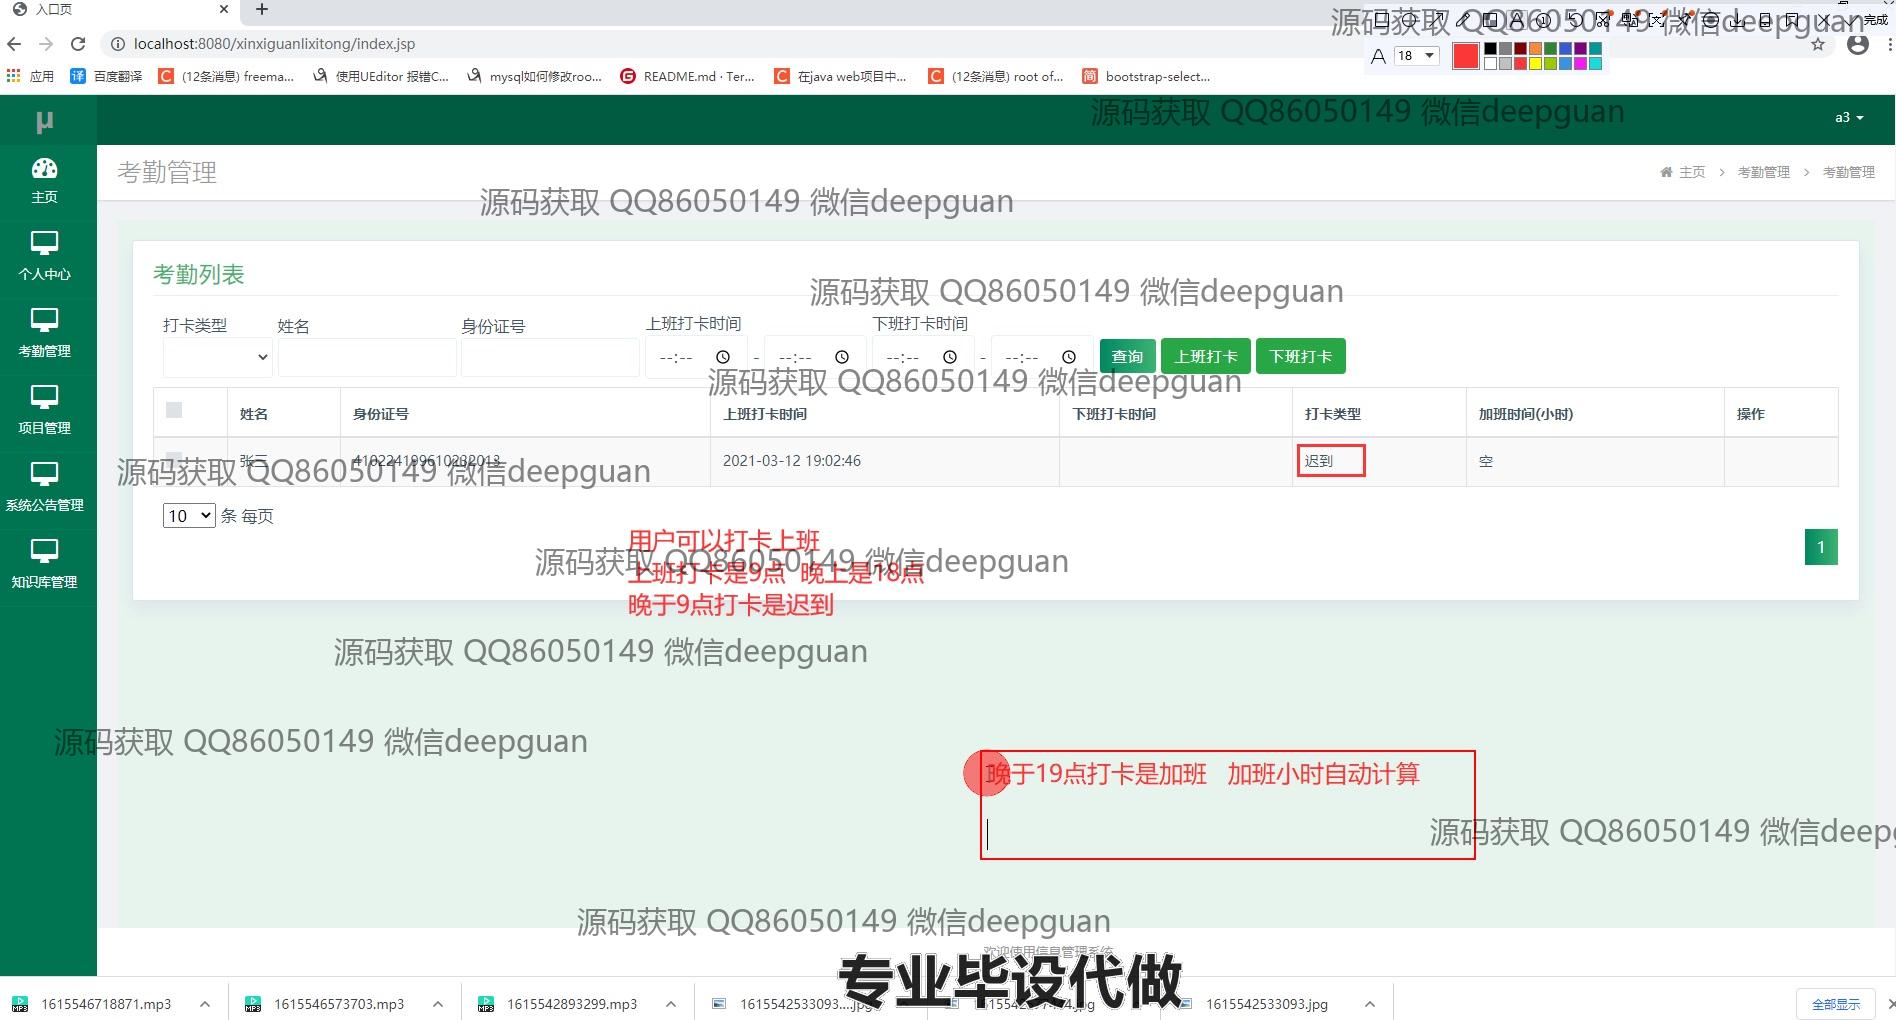 入口页
源码获取 QQ86050149 微信deepguan
完成
localhost:8080/xinxiguanlixitong/index.jsp
A 18
应用 百度翻译 (12条消息) freema... 使用UEditor 报错C... mysql如何修改roo... README.md · Ter... 在java web项目中... (12条消息) root of... bootstrap-select...
μ 源码获取 QQ86050149 微信deepguan a3
主页
考勤管理 主页 > 考勤管理 > 考勤管理
源码获取 QQ86050149 微信deepguan
个人中心
考勤列表
源码获取 QQ86050149 微信deepguan
打卡类型 姓名 身份证号 上班打卡时间 下班打卡时间
考勤管理
--:-- - --:-- --:-- - --:-- 查询 上班打卡 下班打卡
源码获取 QQ86050149 微信deepguan
姓名 身份证号 上班打卡时间 下班打卡时间 打卡类型 加班时间(小时) 操作
项目管理
张三 410224199610232013 2021-03-12 19:02:46 迟到 空
源码获取 QQ86050149 微信deepguan
系统公告管理
10 条 每页
用户可以打卡上班
1
源码获取 QQ86050149 微信deepguan
上班打卡是9点 晚上是18点
知识库管理
晚于9点打卡是迟到
源码获取 QQ86050149 微信deepguan
源码获取 QQ86050149 微信deepguan
晚于19点打卡是加班 加班小时自动计算
源码获取 QQ86050149 微信deepg
源码获取 QQ86050149 微信deepguan
欢迎使用信息管理系统
专业毕设代做
1615546718871.mp3 1615546573703.mp3 1615542893299.mp3 1615542533093....jpg 1615542533093.jpg 全部显示